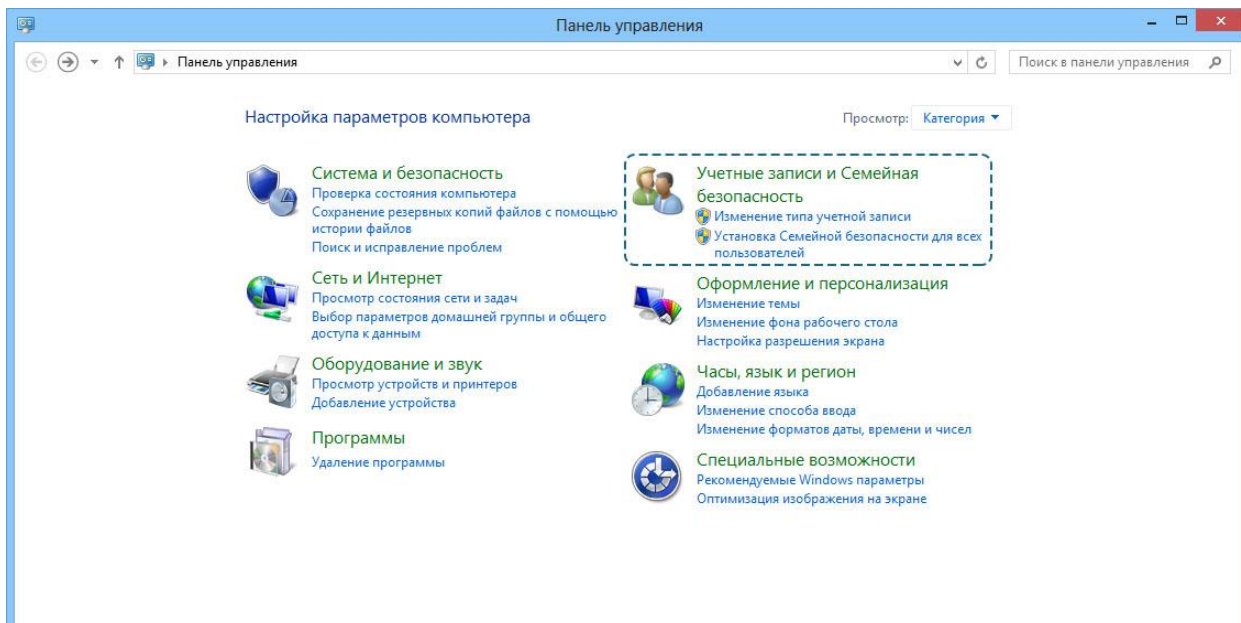 Панель управления
Панель управления
Поиск в панели управления
Настройка параметров компьютера
Просмотр: Категория
Система и безопасность
Проверка состояния компьютера
Сохранение резервных копий файлов с помощью
истории файлов
Поиск и исправление проблем
Сеть и Интернет
Просмотр состояния сети и задач
Выбор параметров домашней группы и общего
доступа к данным
Оборудование и звук
Просмотр устройств и принтеров
Добавление устройства
Программы
Удаление программы
Учетные записи и Семейная
безопасность
Изменение типа учетной записи
Установка Семейной безопасности для всех
пользователей
Оформление и персонализация
Изменение темы
Изменение фона рабочего стола
Настройка разрешения экрана
Часы, язык и регион
Добавление языка
Изменение способа ввода
Изменение форматов даты, времени и чисел
Специальные возможности
Рекомендуемые Windows параметры
Оптимизация изображения на экране